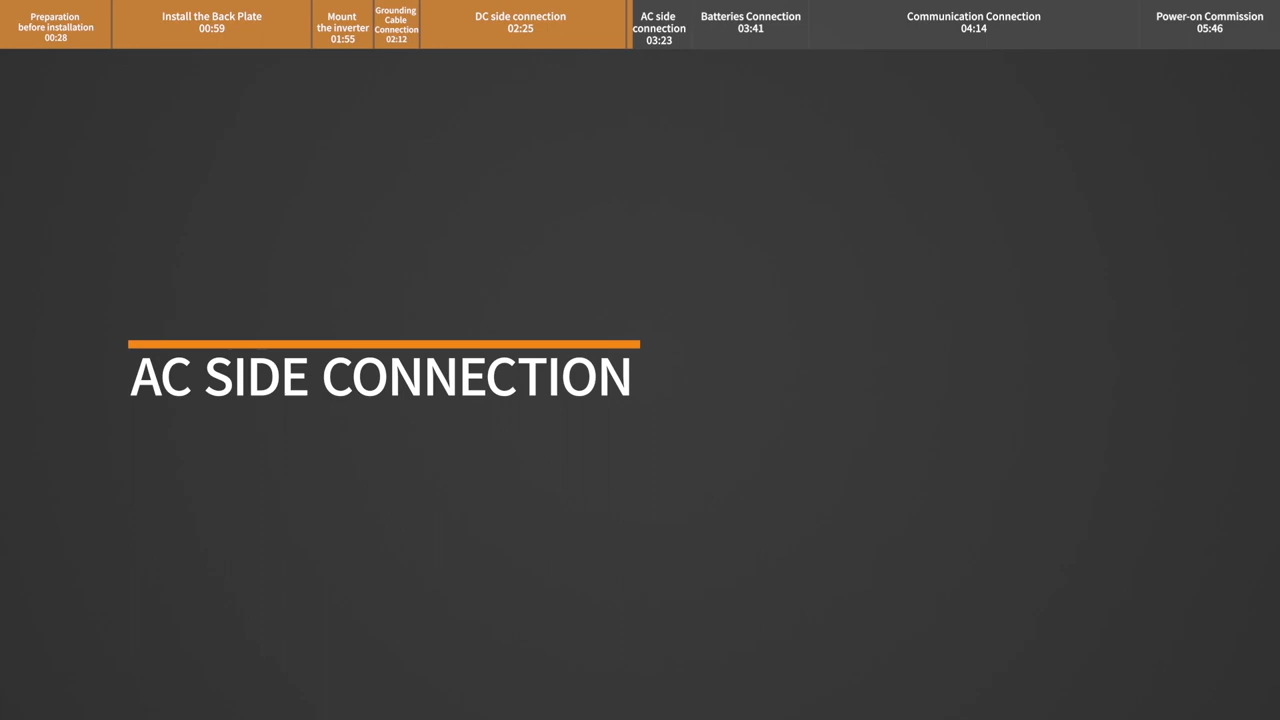 Preparation
before installation
00:28
Install the Back Plate
00:59
Mount
the inverter
01:55
Grounding
Cable
Connection
02:12
DC side connection
02:25
AC side
connection
03:23
Batteries Connection
03:41
Communication Connection
04:14
Power-on Commission
05:46
AC SIDE CONNECTION